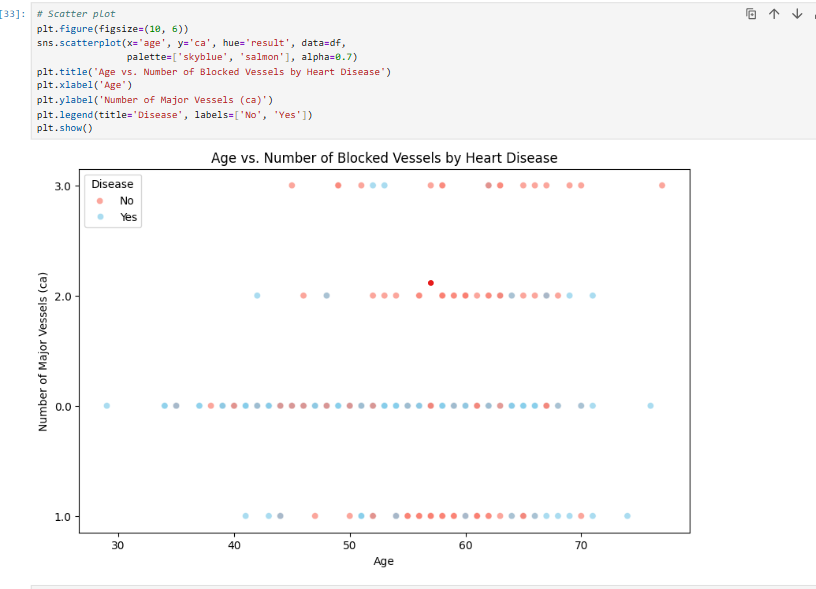 [33]:
# Scatter plot
plt.figure(figsize=(10, 6))
sns.scatterplot(x='age', y='ca', hue='result', data=df,
palette=['skyblue', 'salmon'], alpha=0.7)
plt.title('Age vs. Number of Blocked Vessels by Heart Disease')
plt.xlabel('Age')
plt.ylabel('Number of Major Vessels (ca)')
plt.legend(title='Disease', labels=['No', 'Yes'])
plt.show()
Age vs. Number of Blocked Vessels by Heart Disease
Disease
No
Yes
Number of Major Vessels (ca)
3.0
2.0
0.0
1.0
30 40 50 60 70
Age